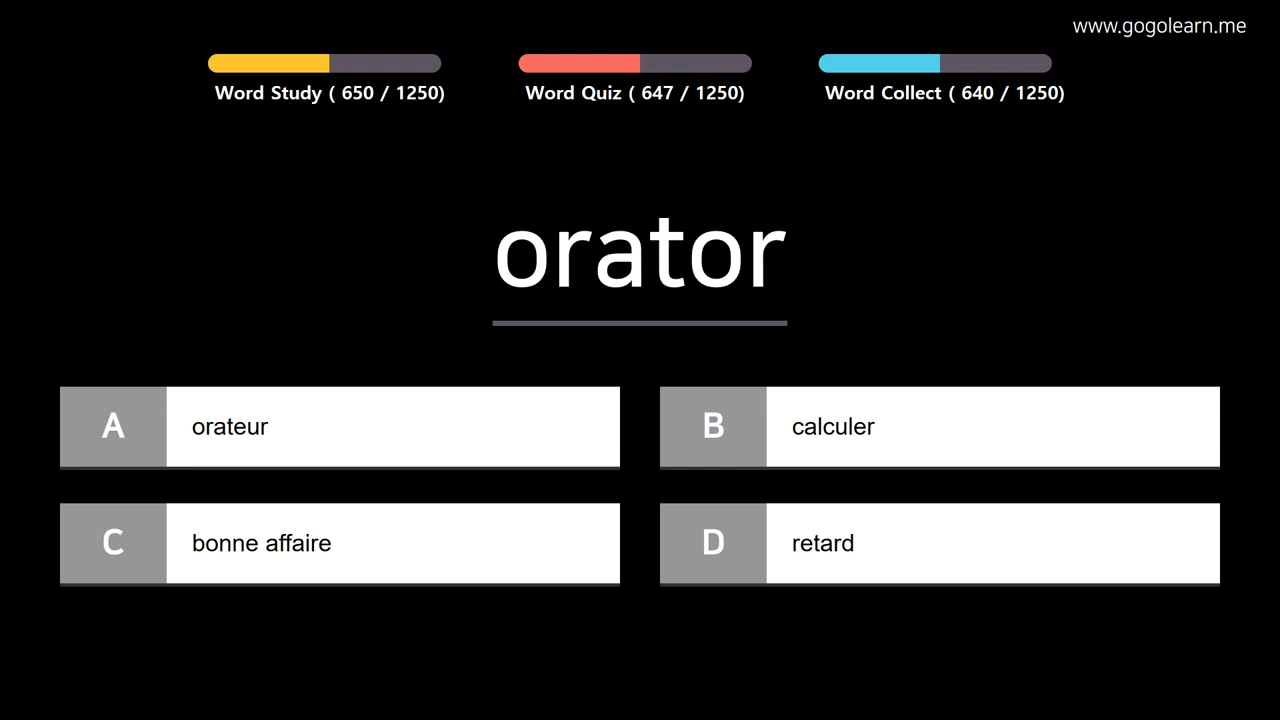 www.gogolearn.me
Word Study ( 650 / 1250)
Word Quiz ( 647 / 1250)
Word Collect ( 640 / 1250)
orator
A orateur
B calculer
C bonne affaire
D retard